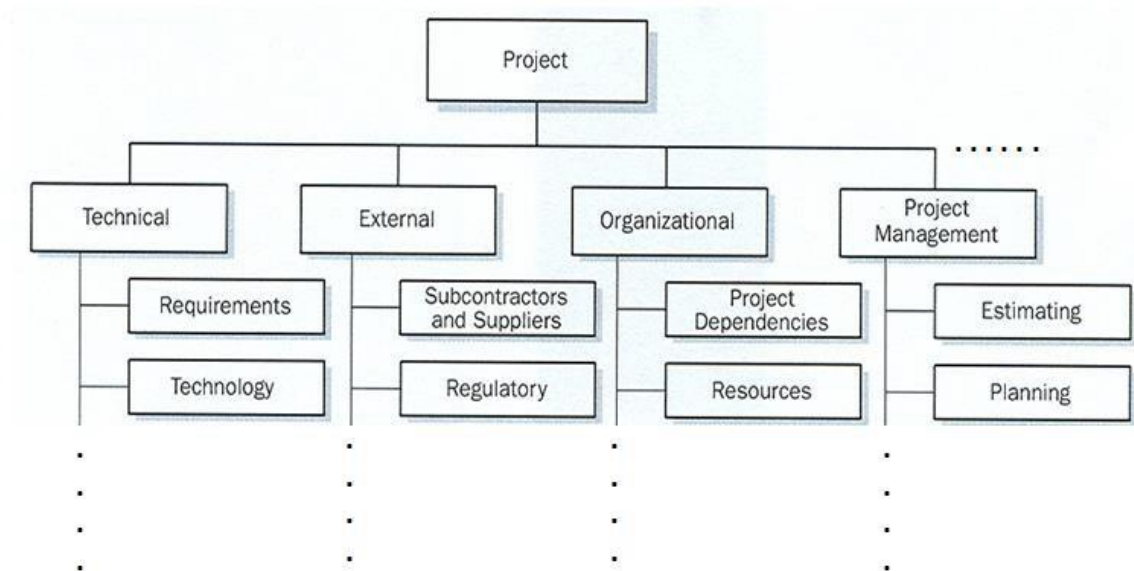 Project
Technical
External
Organizational
Project
Management
Requirements
Subcontractors
and Suppliers
Project
Dependencies
Estimating
Technology
Regulatory
Resources
Planning